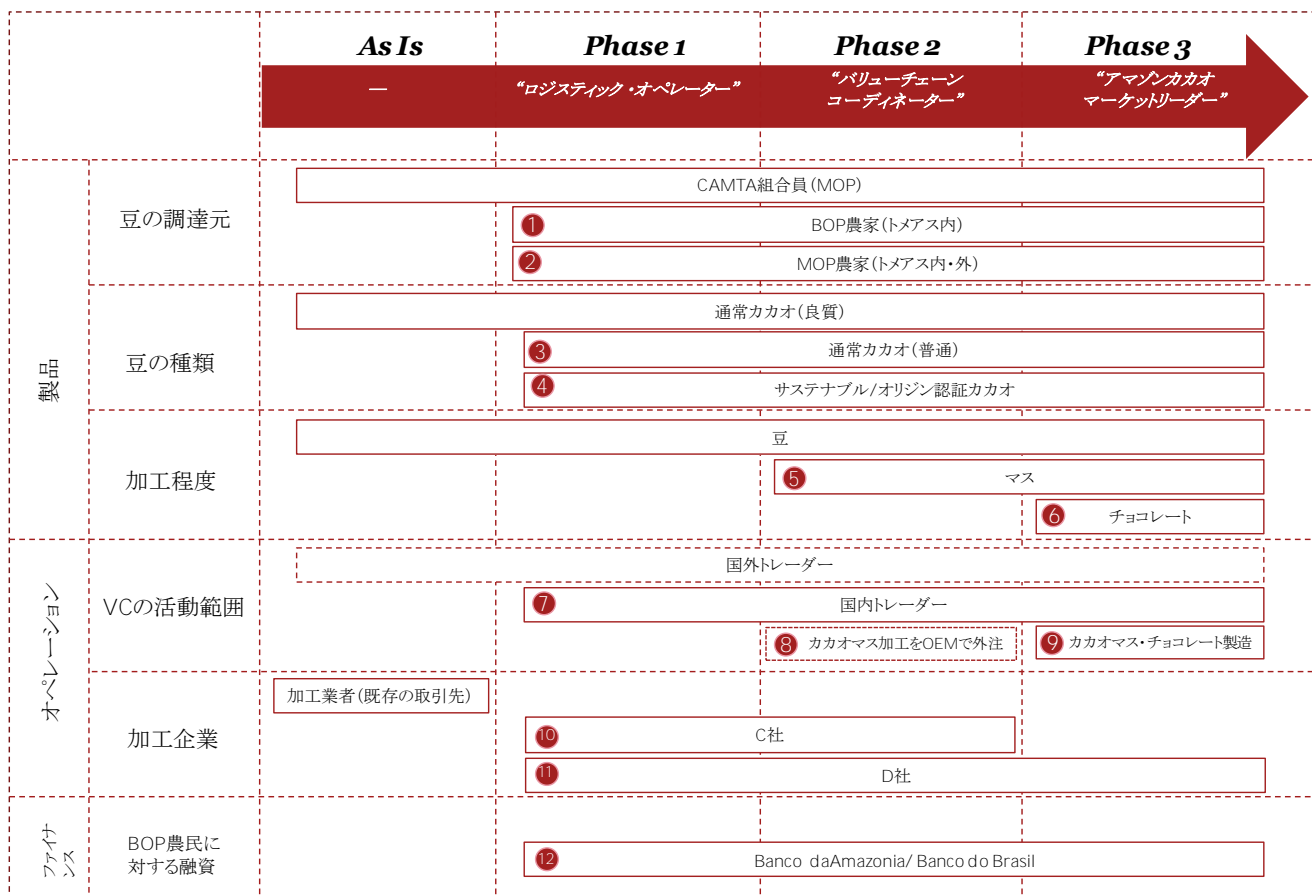 As Is
Phase 1
Phase 2
Phase 3
—
“ロジスティック・オペレーター”
“バリューチェーン
コーディネーター”
“アマゾンカカオ
マーケットリーダー”
製品
豆の調達元
CAMTA組合員(MOP)
1 BOP農家(トメアス内)
2 MOP農家(トメアス内・外)
豆の種類
通常カカオ(良質)
3 通常カカオ(普通)
4 サステナブル/オリジン認証カカオ
加工程度
豆
5 マス
6 チョコレート
オペレーション
VCの活動範囲
国外トレーダー
7 国内トレーダー
8 カカオマス加工をOEMで外注
9 カカオマス・チョコレート製造
加工企業
加工業者(既存の取引先)
10 C社
11 D社
ファイナ
ンス
BOP農民に
対する融資
12 Banco daAmazonia/ Banco do Brasil